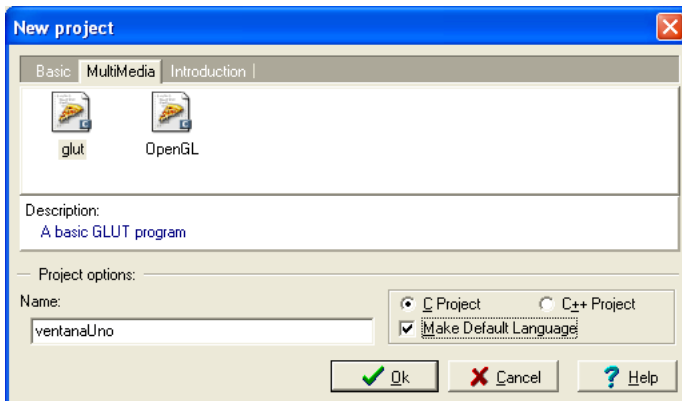 New project
Basic MultiMedia Introduction
glut OpenGL
Description:
A basic GLUT program
Project options:
Name:
ventanaUno
C Project C++ Project
Make Default Language
Ok Cancel Help